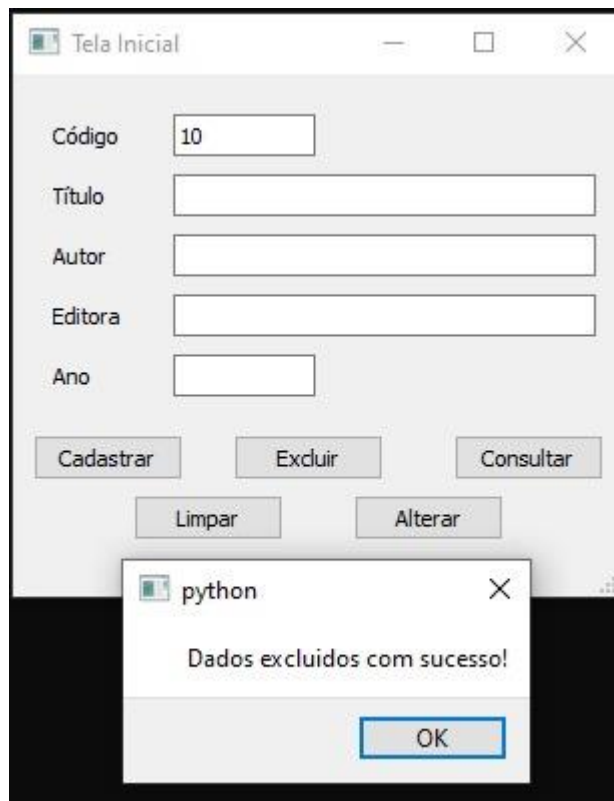 Tela Inicial
Código 10
Título
Autor
Editora
Ano
Cadastrar Excluir Consultar
Limpar Alterar
python
Dados excluidos com sucesso!
OK